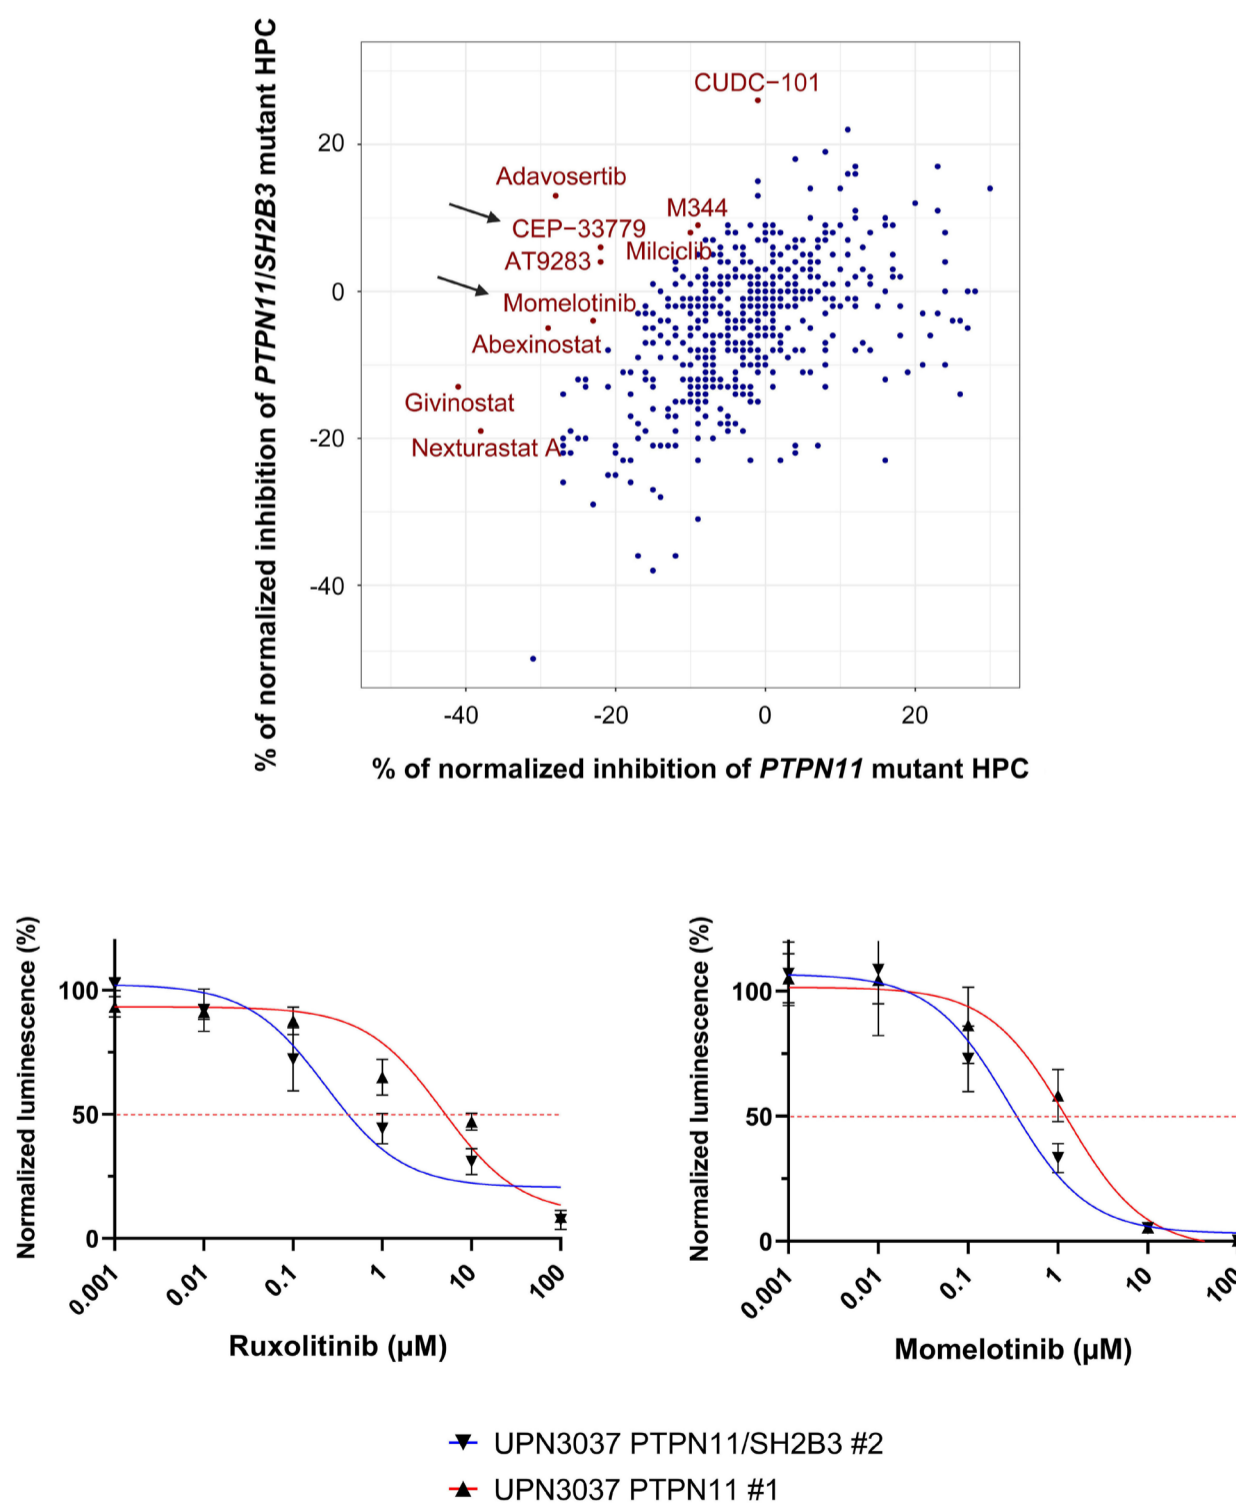 % of normalized inhibition of PTPN11/SH2B3 mutant HPC
CUDC−101
20
Adavosertib
M344
CEP−33779
Milciclib
AT9283
0
Momelotinib
Abexinostat
Givinostat
-20
Nexturastat A
-40
-40 -20 0 20
% of normalized inhibition of PTPN11 mutant HPC
Normalized luminescence (%)
100
50
0
0.001 0.01 0.1 1 10 100
Ruxolitinib (µM)
Normalized luminescence (%)
100
50
0
0.001 0.01 0.1 1 10 100
Momelotinib (µM)
UPN3037 PTPN11/SH2B3 #2
UPN3037 PTPN11 #1